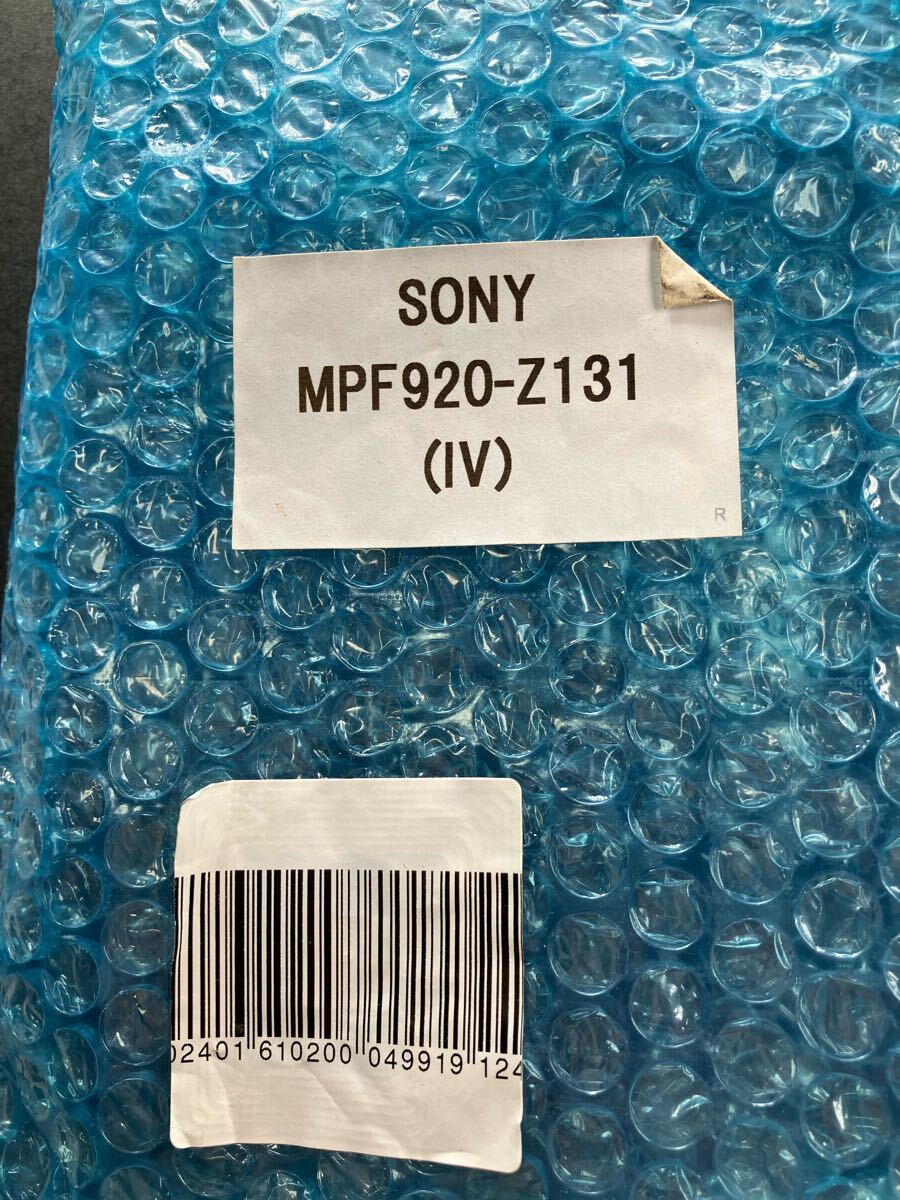 SONY
MPF920-Z131
(IV)
R
02401 610200 049919 124